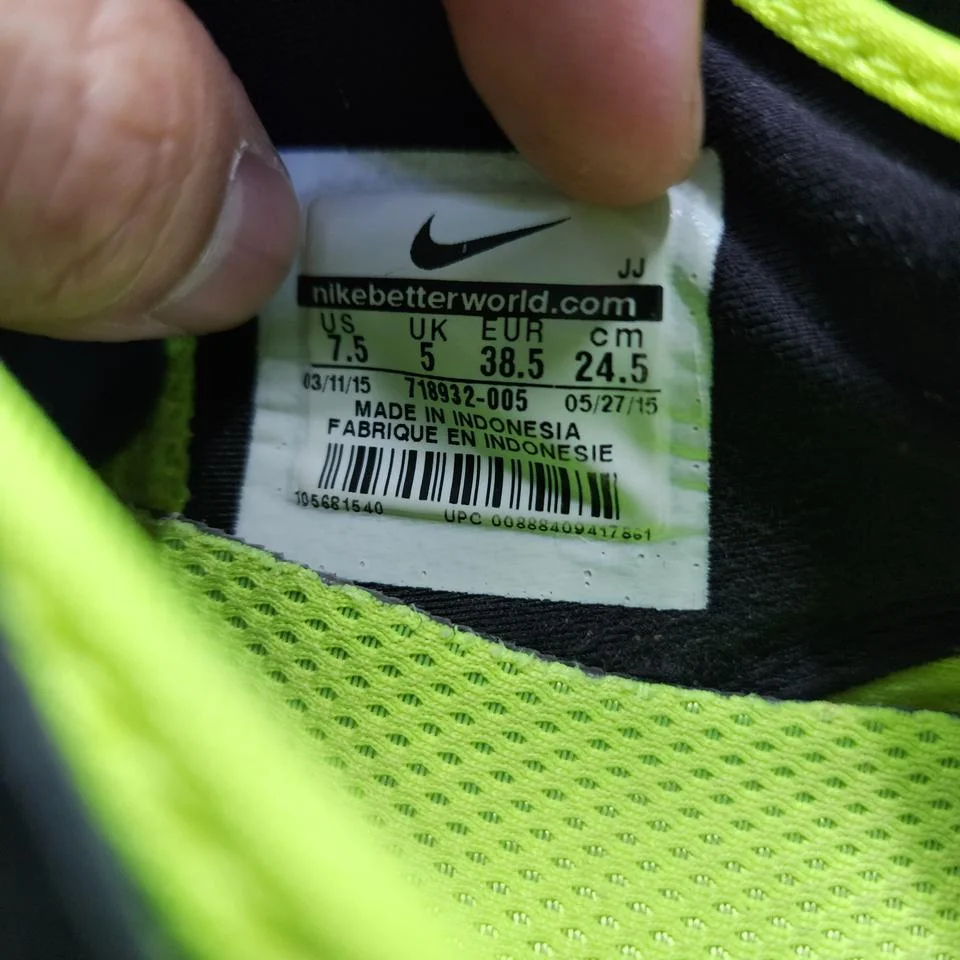 JJ
nikebetterworld.com
US UK EUR cm
7.5 5 38.5 24.5
03/11/15 718932-005 05/27/15
MADE IN INDONESIA
FABRIQUE EN INDONESIE
105681540 UPC 00888409417861